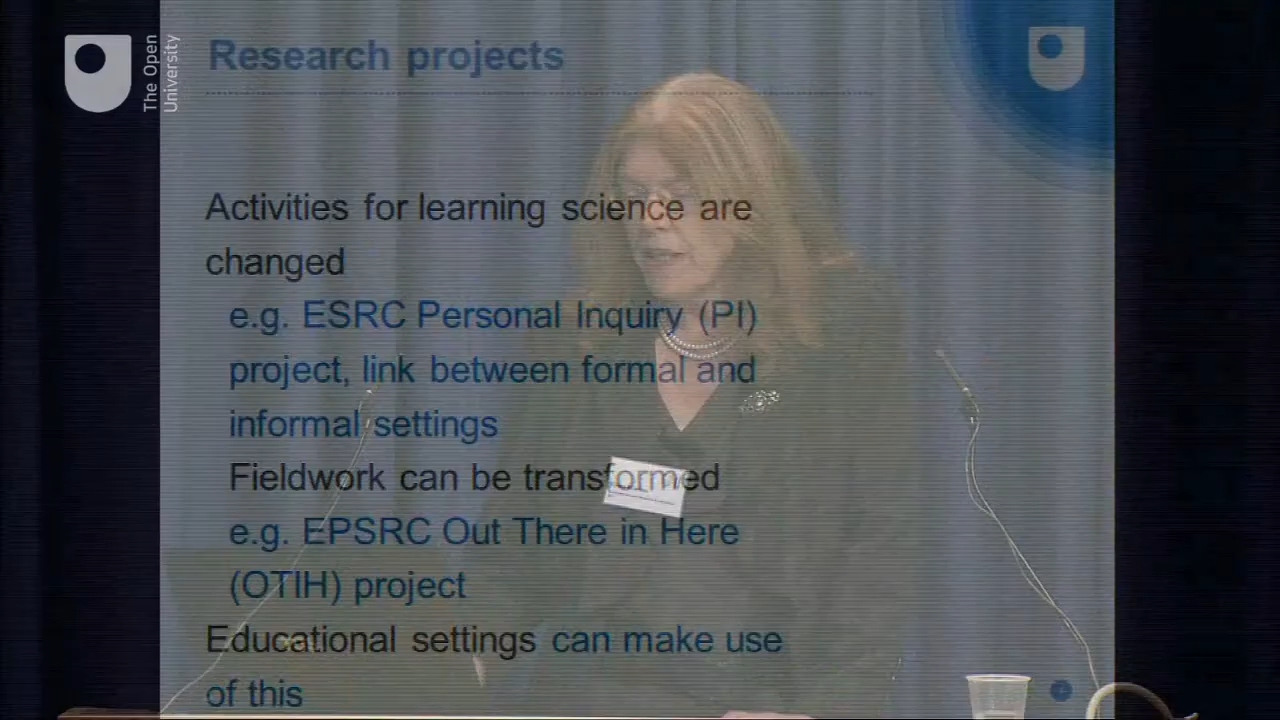 The Open
University
Research projects
Activities for learning science are
changed
e.g. ESRC Personal Inquiry (PI)
project, link between formal and
informal settings
Fieldwork can be transformed
e.g. EPSRC Out There in Here
(OTIH) project
Educational settings can make use
of this